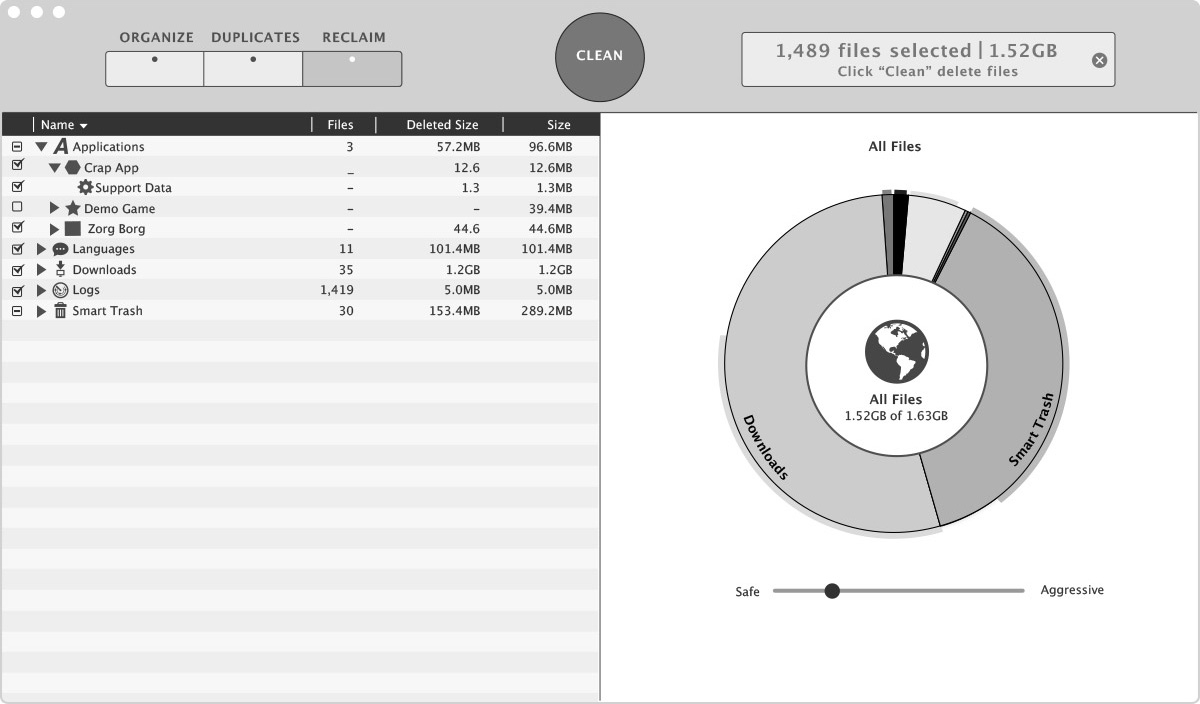 ORGANIZE DUPLICATES RECLAIM
CLEAN
1,489 files selected | 1.52GB
Click “Clean” delete files
Name Files Deleted Size Size
Applications 3 57.2MB 96.6MB
Crap App _ 12.6 12.6MB
Support Data – 1.3 1.3MB
Demo Game – – 39.4MB
Zorg Borg – 44.6 44.6MB
Languages 11 101.4MB 101.4MB
Downloads 35 1.2GB 1.2GB
Logs 1,419 5.0MB 5.0MB
Smart Trash 30 153.4MB 289.2MB
All Files
All Files
1.52GB of 1.63GB
Downloads
Smart Trash
Safe Aggressive